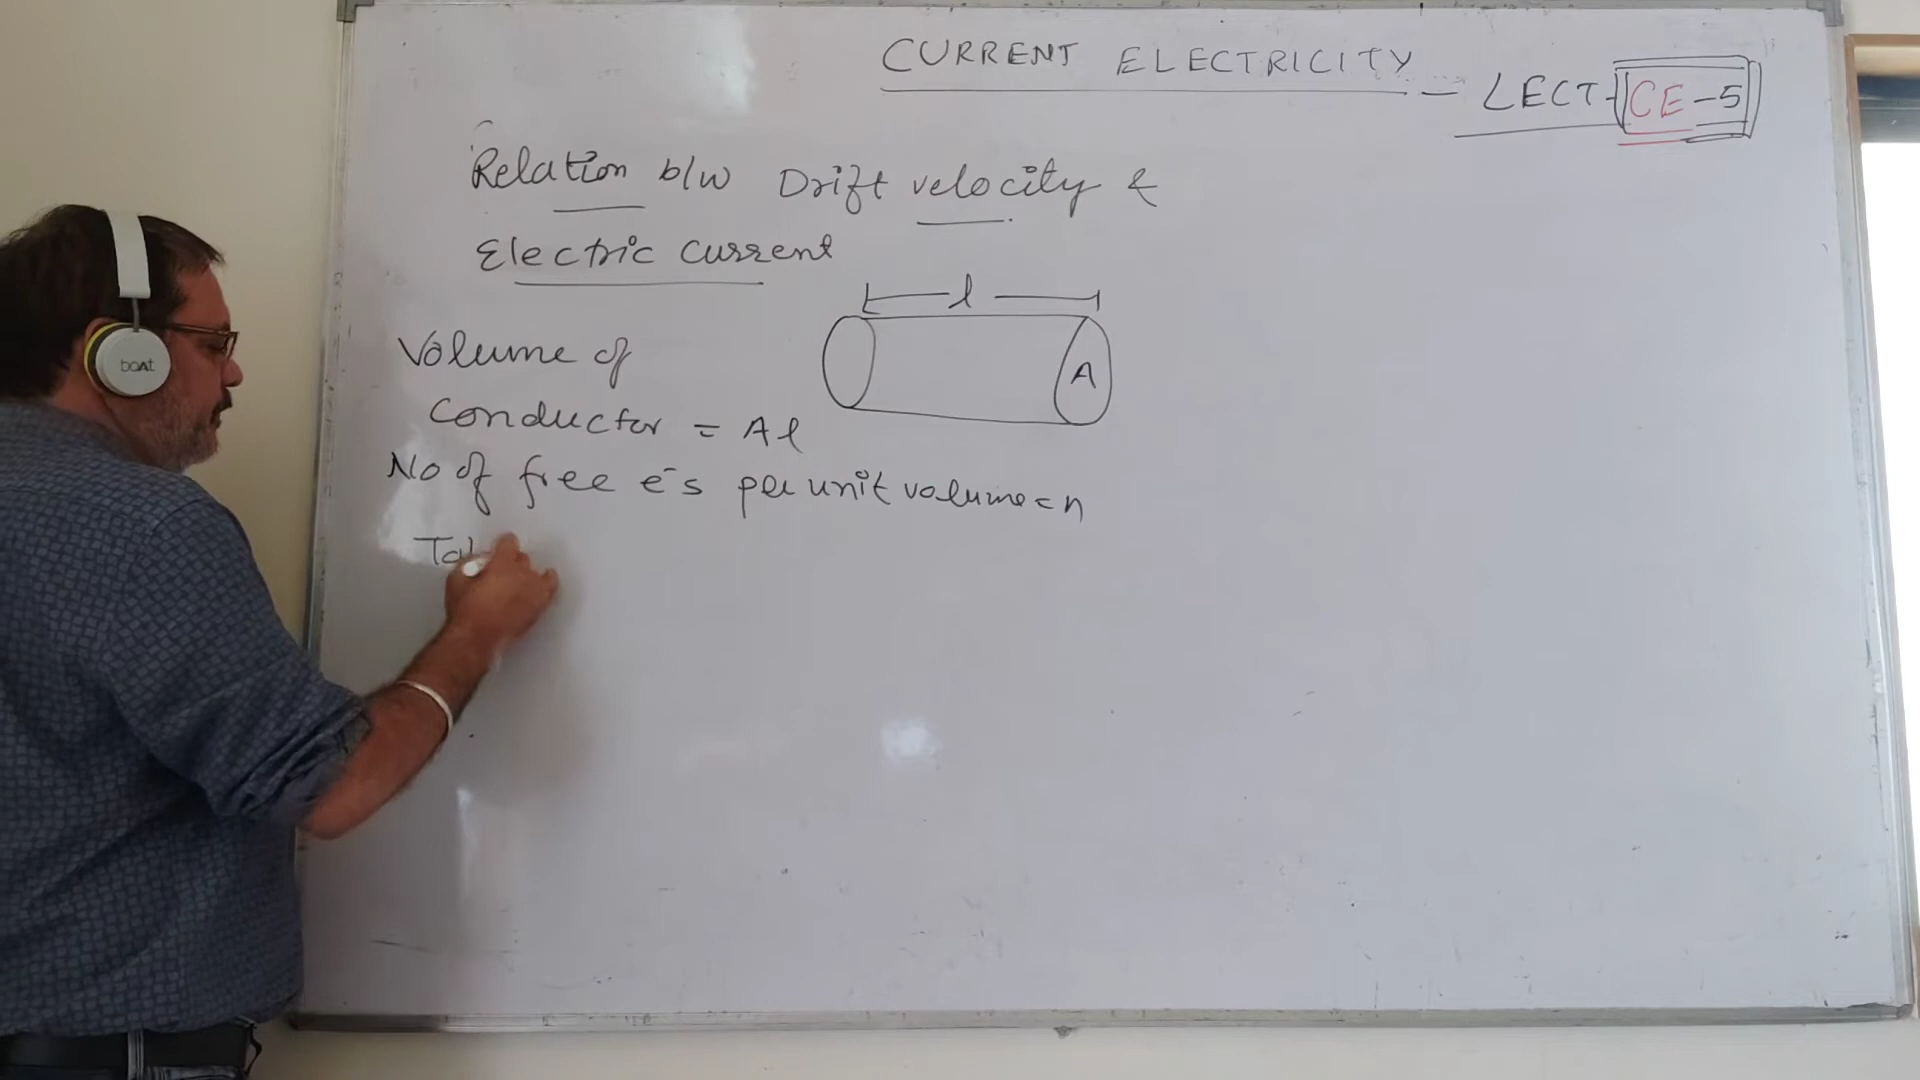 CURRENT ELECTRICITY - LECT-CE-5
Relation b/w Drift velocity &
Electric current
l
Volume of
conductor = Al
A
No of free e⁻s per unit volume = n
boAt